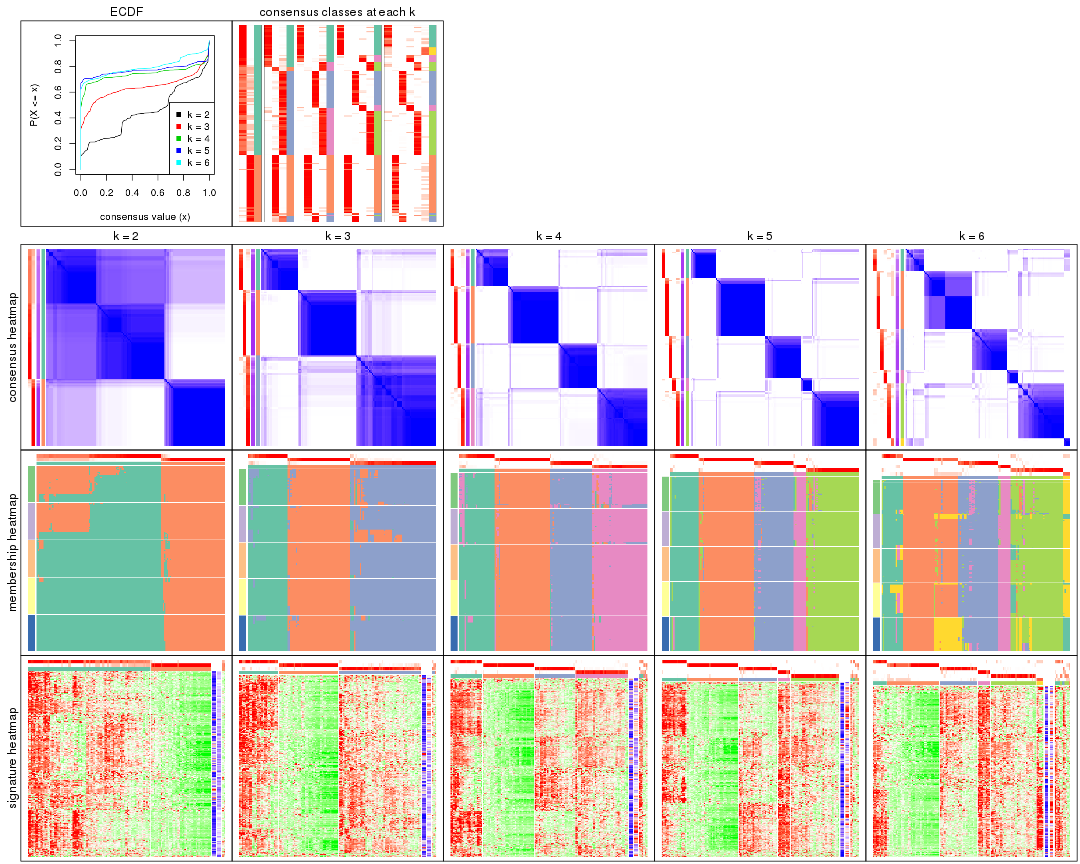 ECDF
consensus classes at each k
P(X <= x)
0.0 0.2 0.4 0.6 0.8 1.0
k = 2
k = 3
k = 4
k = 5
k = 6
0.0 0.2 0.4 0.6 0.8 1.0
consensus value (x)
k = 2
k = 3
k = 4
k = 5
k = 6
consensus heatmap
membership heatmap
signature heatmap